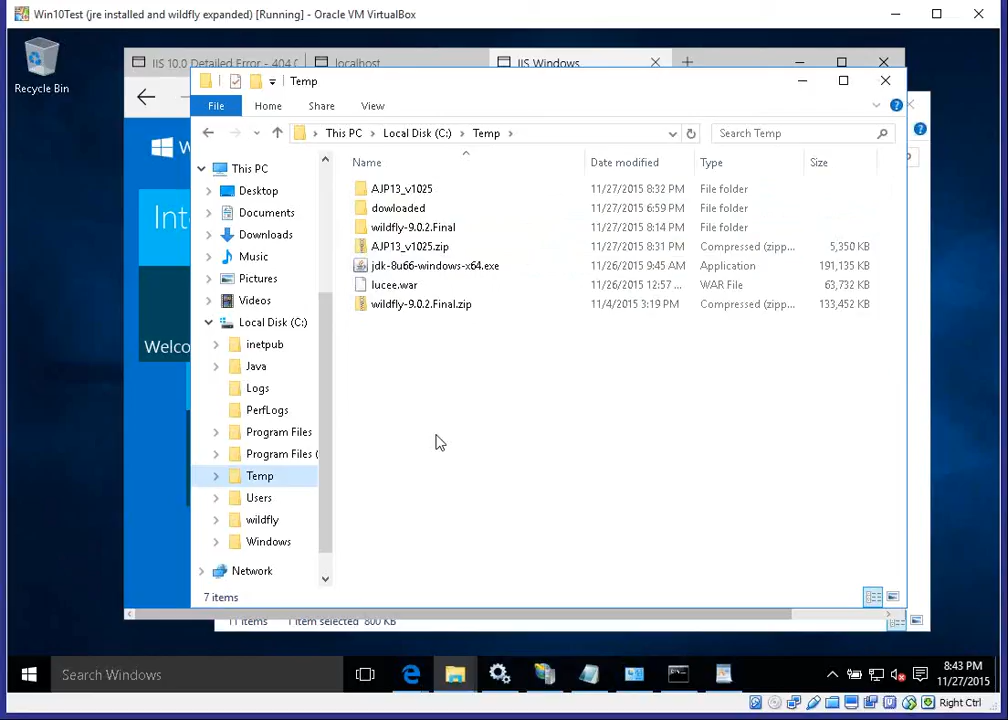 Win10Test (jre installed and wildfly expanded) [Running] - Oracle VM VirtualBox
Recycle Bin
IIS 10.0 Detailed Error - 404.0
localhost
IIS Windows
Temp
File Home Share View
This PC Local Disk (C:) Temp
Search Temp
Name Date modified Type Size
This PC
Desktop
Documents
Downloads
Music
Pictures
Videos
Local Disk (C:)
inetpub
Java
Logs
PerfLogs
Program Files
Program Files (
Temp
Users
wildfly
Windows
Network
AJP13_v1025 11/27/2015 8:32 PM File folder
dowloaded 11/27/2015 6:59 PM File folder
wildfly-9.0.2.Final 11/27/2015 8:14 PM File folder
AJP13_v1025.zip 11/27/2015 8:31 PM Compressed (zipp... 5,350 KB
jdk-8u66-windows-x64.exe 11/26/2015 9:45 AM Application 191,135 KB
lucee.war 11/26/2015 12:57 ... WAR File 63,732 KB
wildfly-9.0.2.Final.zip 11/4/2015 3:19 PM Compressed (zipp... 133,452 KB
W
Int
Welco
7 items
11 items 1 item selected 800 KB
Search Windows
8:43 PM
11/27/2015
Right Ctrl